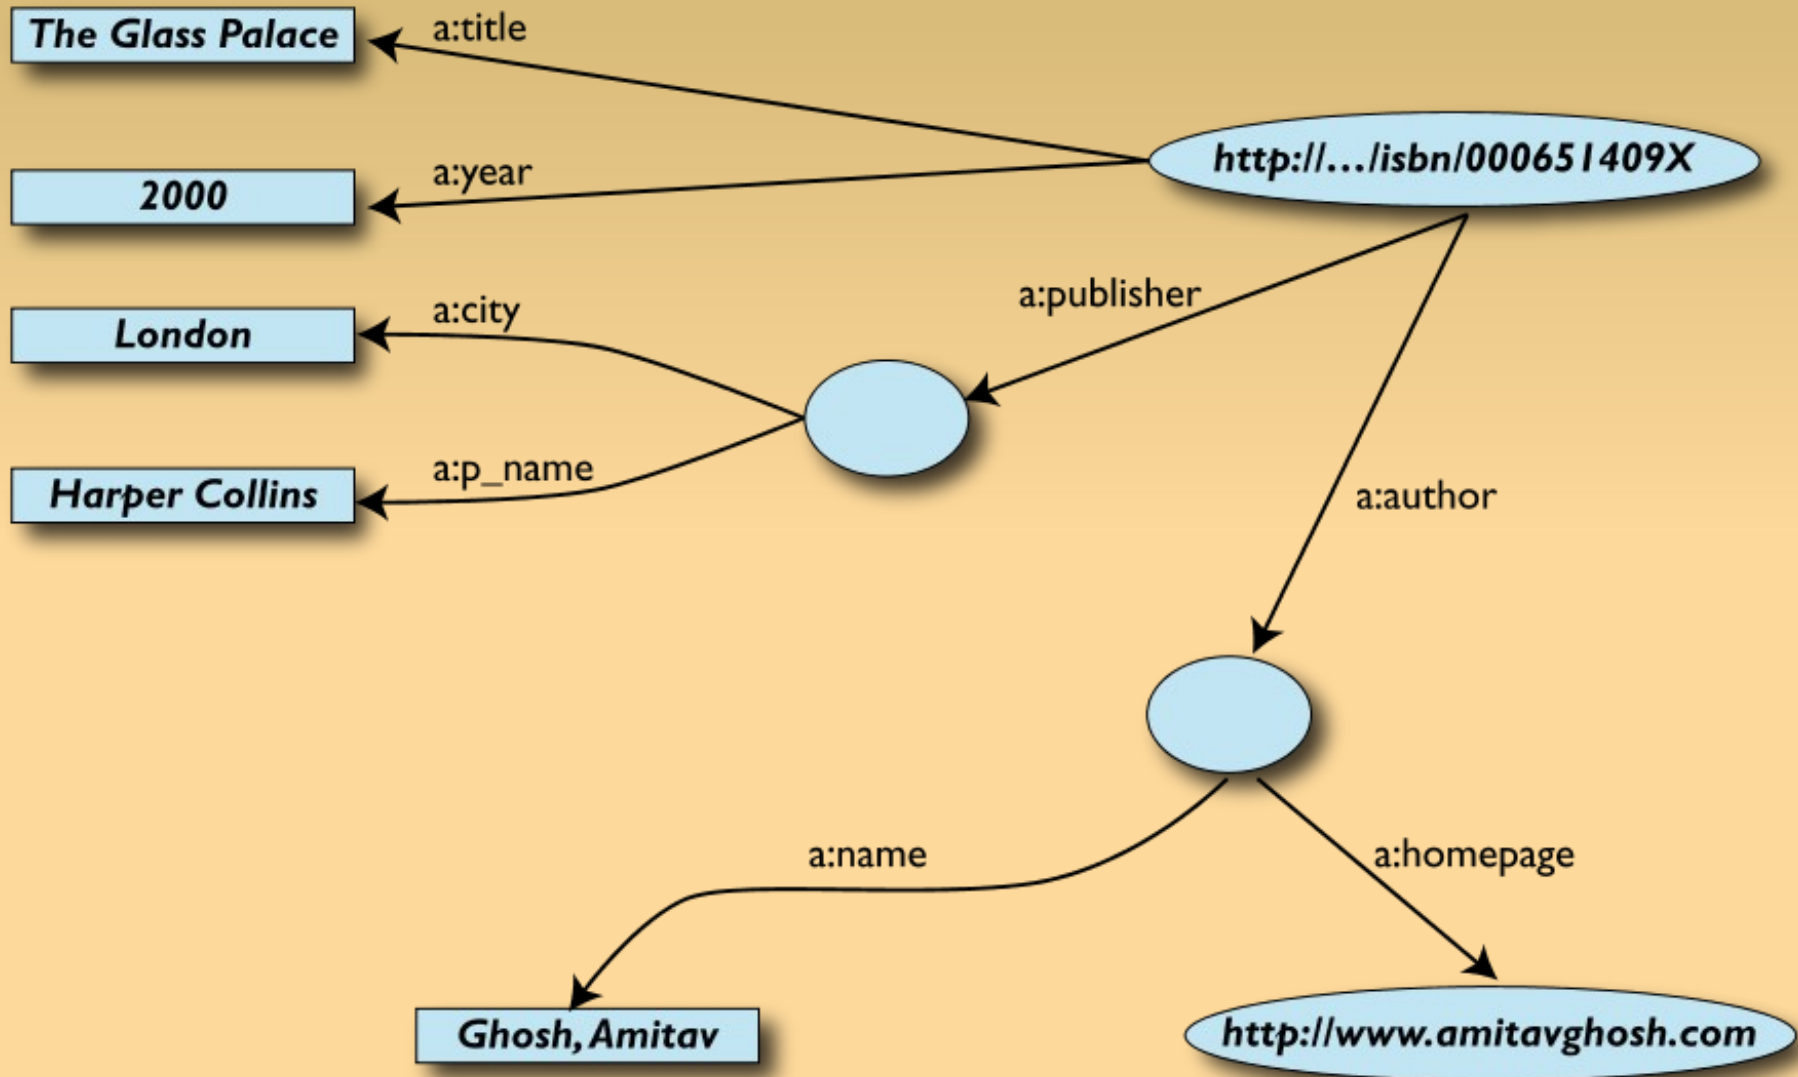 The Glass Palace
a:title
http://…/isbn/000651409X
2000
a:year
a:publisher
London
a:city
Harper Collins
a:p_name
a:author
a:name
a:homepage
Ghosh, Amitav
http://www.amitavghosh.com